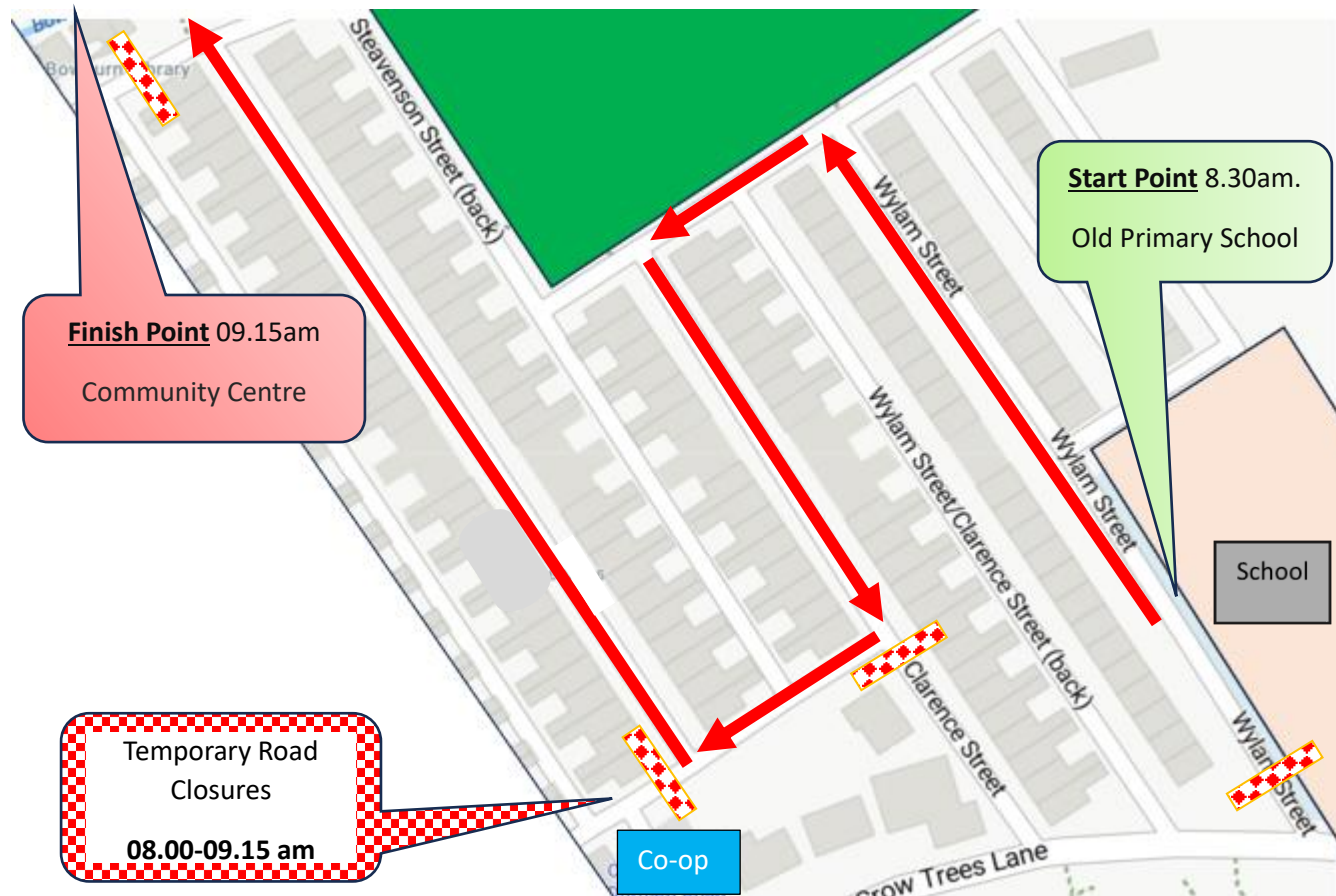 Bowburn Library
Steavenson Street (back)
Wylam Street
Start Point 8.30am.
Old Primary School
Finish Point 09.15am
Community Centre
Wylam Street/Clarence Street (back)
Wylam Street
School
Clarence Street
Wylam Street
Temporary Road
Closures
08.00-09.15 am
Co-op
Crow Trees Lane